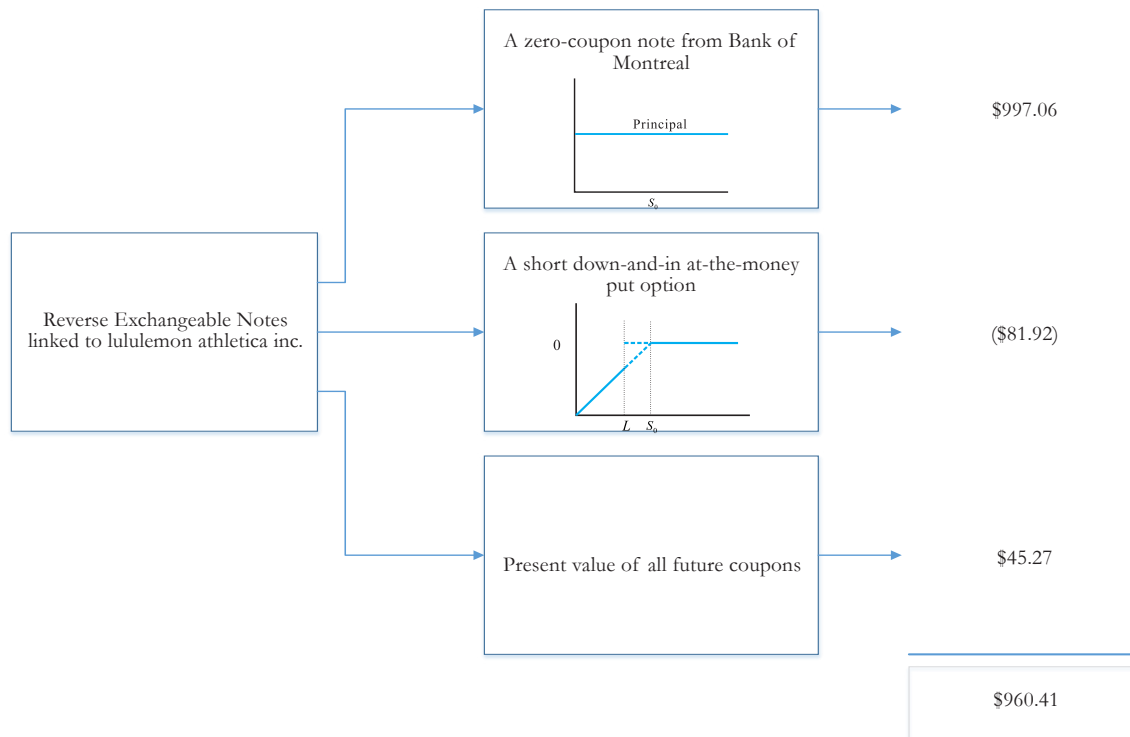 A zero-coupon note from Bank of
Montreal
Principal
S₀
$997.06
Reverse Exchangeable Notes
linked to lululemon athletica inc.
A short down-and-in at-the-money
put option
0
L S₀
($81.92)
Present value of all future coupons
$45.27
$960.41